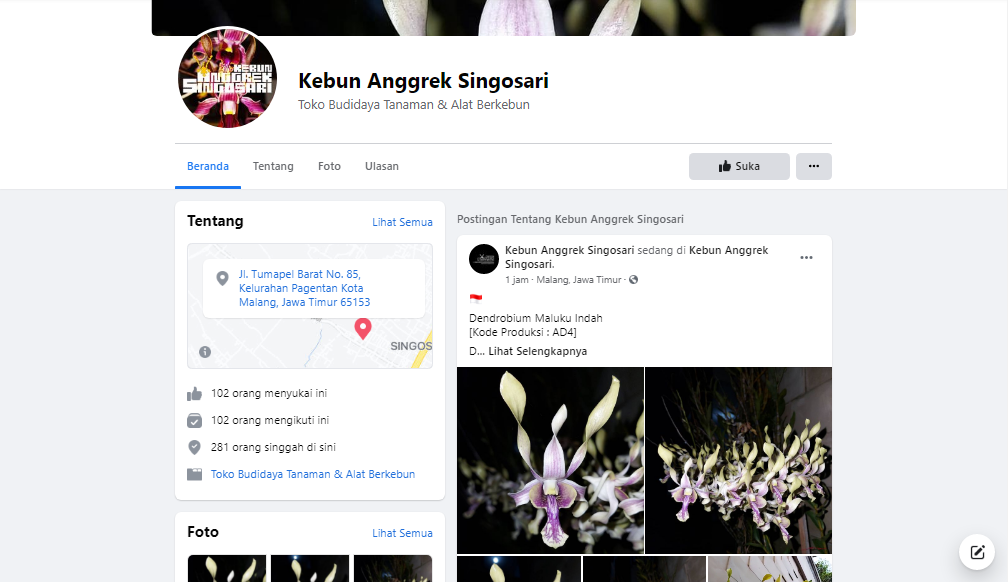 KEBUN
ANGGREK
SINGOSARI
Kebun Anggrek Singosari
Toko Budidaya Tanaman & Alat Berkebun
Beranda
Tentang
Foto
Ulasan
Suka
Tentang
Lihat Semua
Jl. Tumapel Barat No. 85,
Kelurahan Pagentan Kota
Malang, Jawa Timur 65153
SINGOS
102 orang menyukai ini
102 orang mengikuti ini
281 orang singgah di sini
Toko Budidaya Tanaman & Alat Berkebun
Foto
Lihat Semua
Postingan Tentang Kebun Anggrek Singosari
Kebun Anggrek Singosari sedang di Kebun Anggrek
Singosari.
1 jam · Malang, Jawa Timur ·
Dendrobium Maluku Indah
[Kode Produksi : AD4]
D... Lihat Selengkapnya